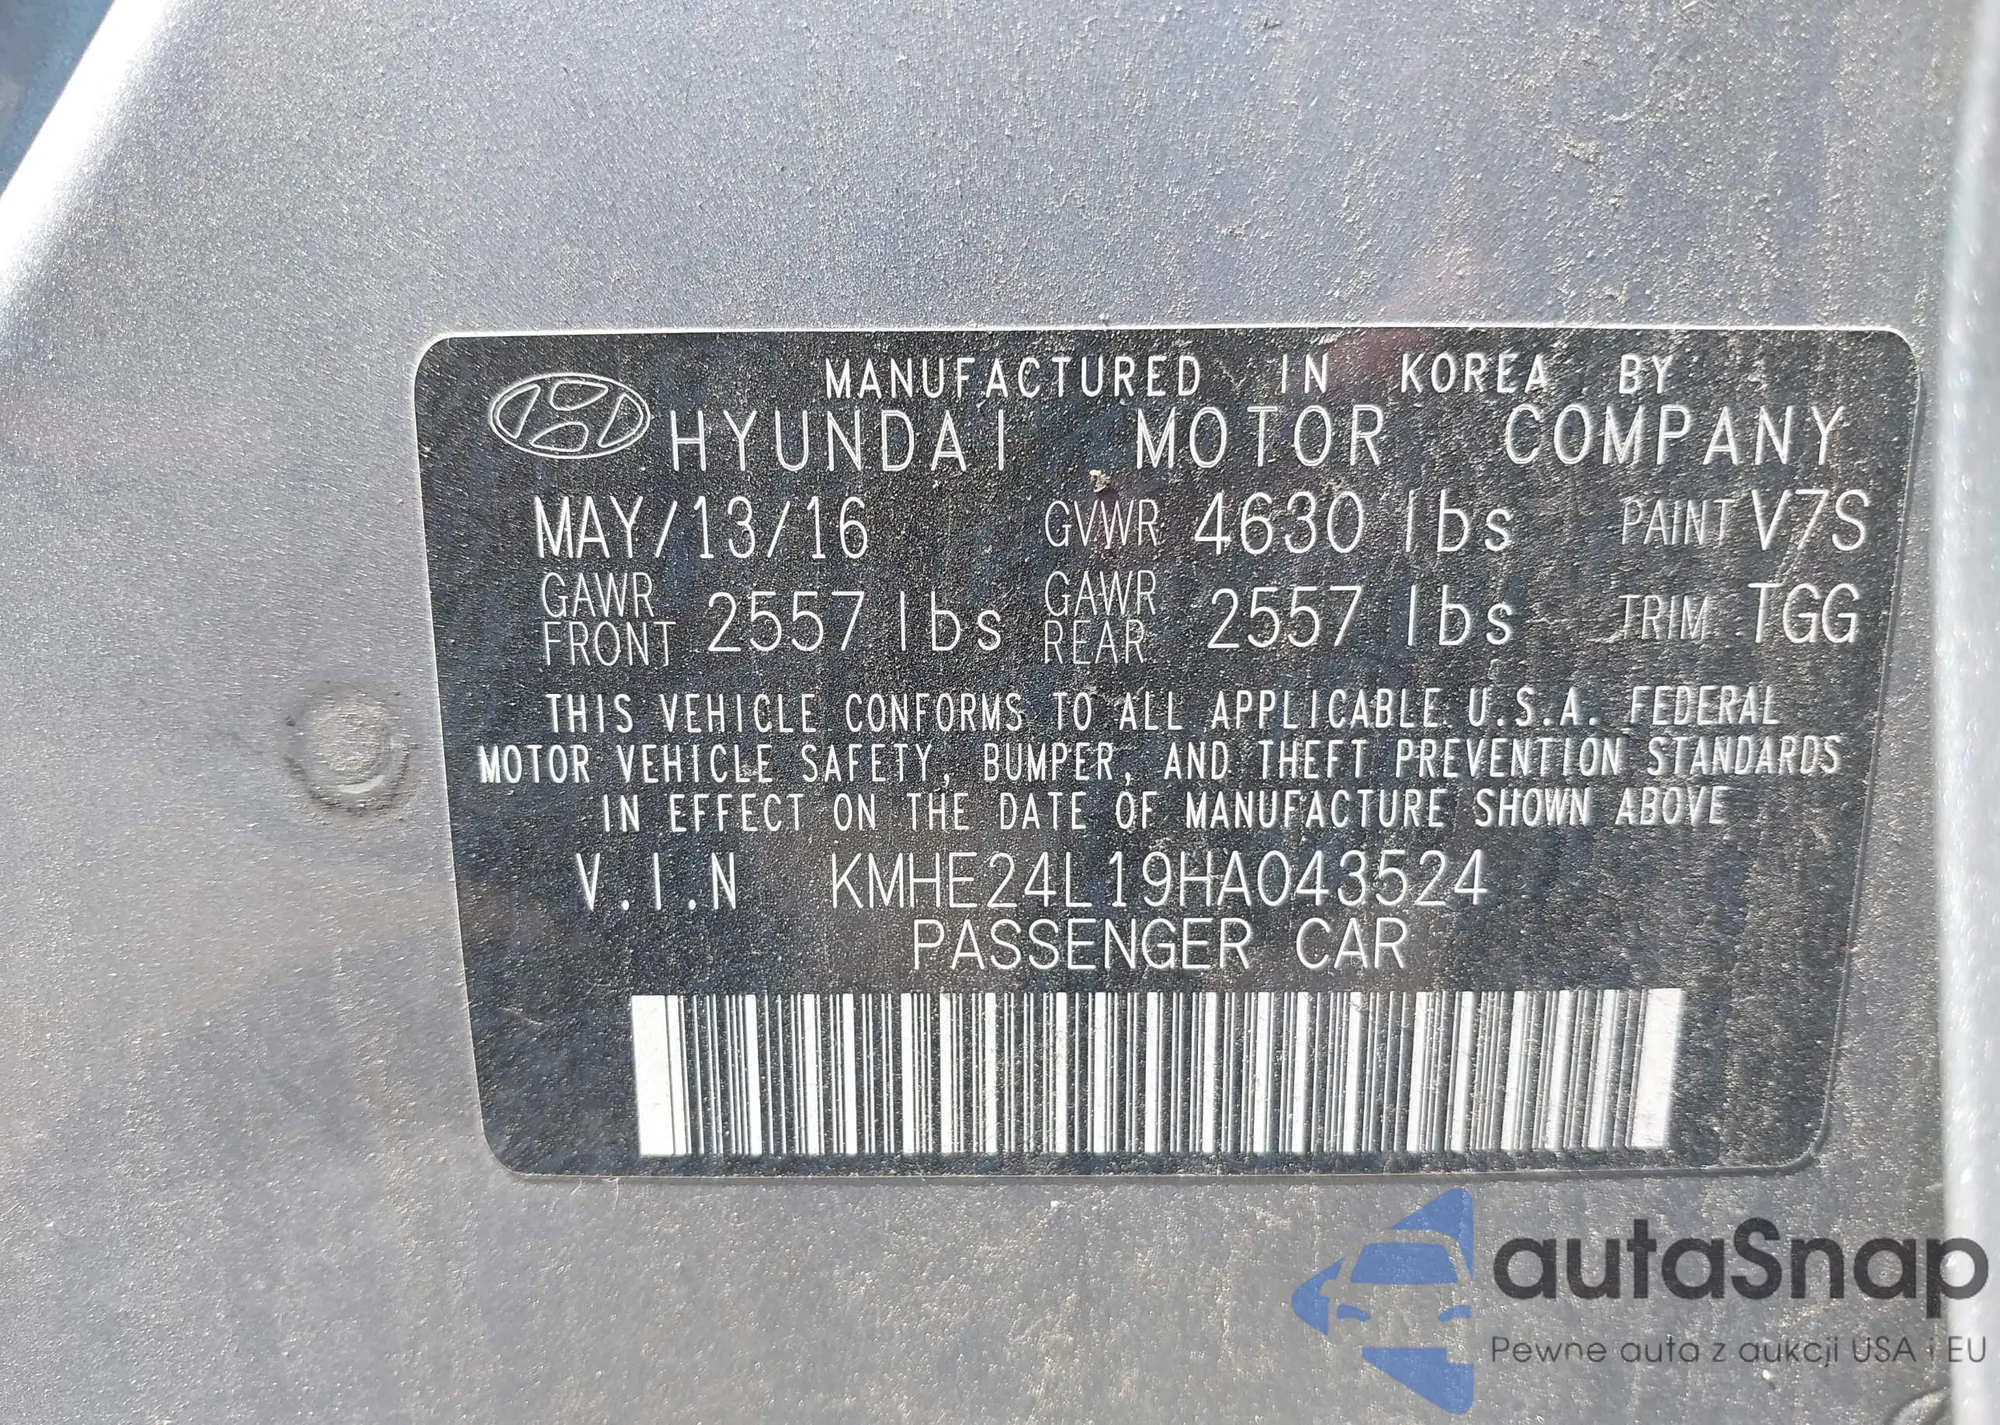 MANUFACTURED IN KOREA BY
HYUNDAI MOTOR COMPANY
MAY/13/16 GVWR 4630 lbs PAINT V7S
GAWR FRONT 2557 lbs GAWR REAR 2557 lbs TRIM TGG
THIS VEHICLE CONFORMS TO ALL APPLICABLE U.S.A. FEDERAL
MOTOR VEHICLE SAFETY, BUMPER, AND THEFT PREVENTION STANDARDS
IN EFFECT ON THE DATE OF MANUFACTURE SHOWN ABOVE
V.I.N KMHE24L19HA043524
PASSENGER CAR
autaSnap
Pewne auta z aukcji USA i EU